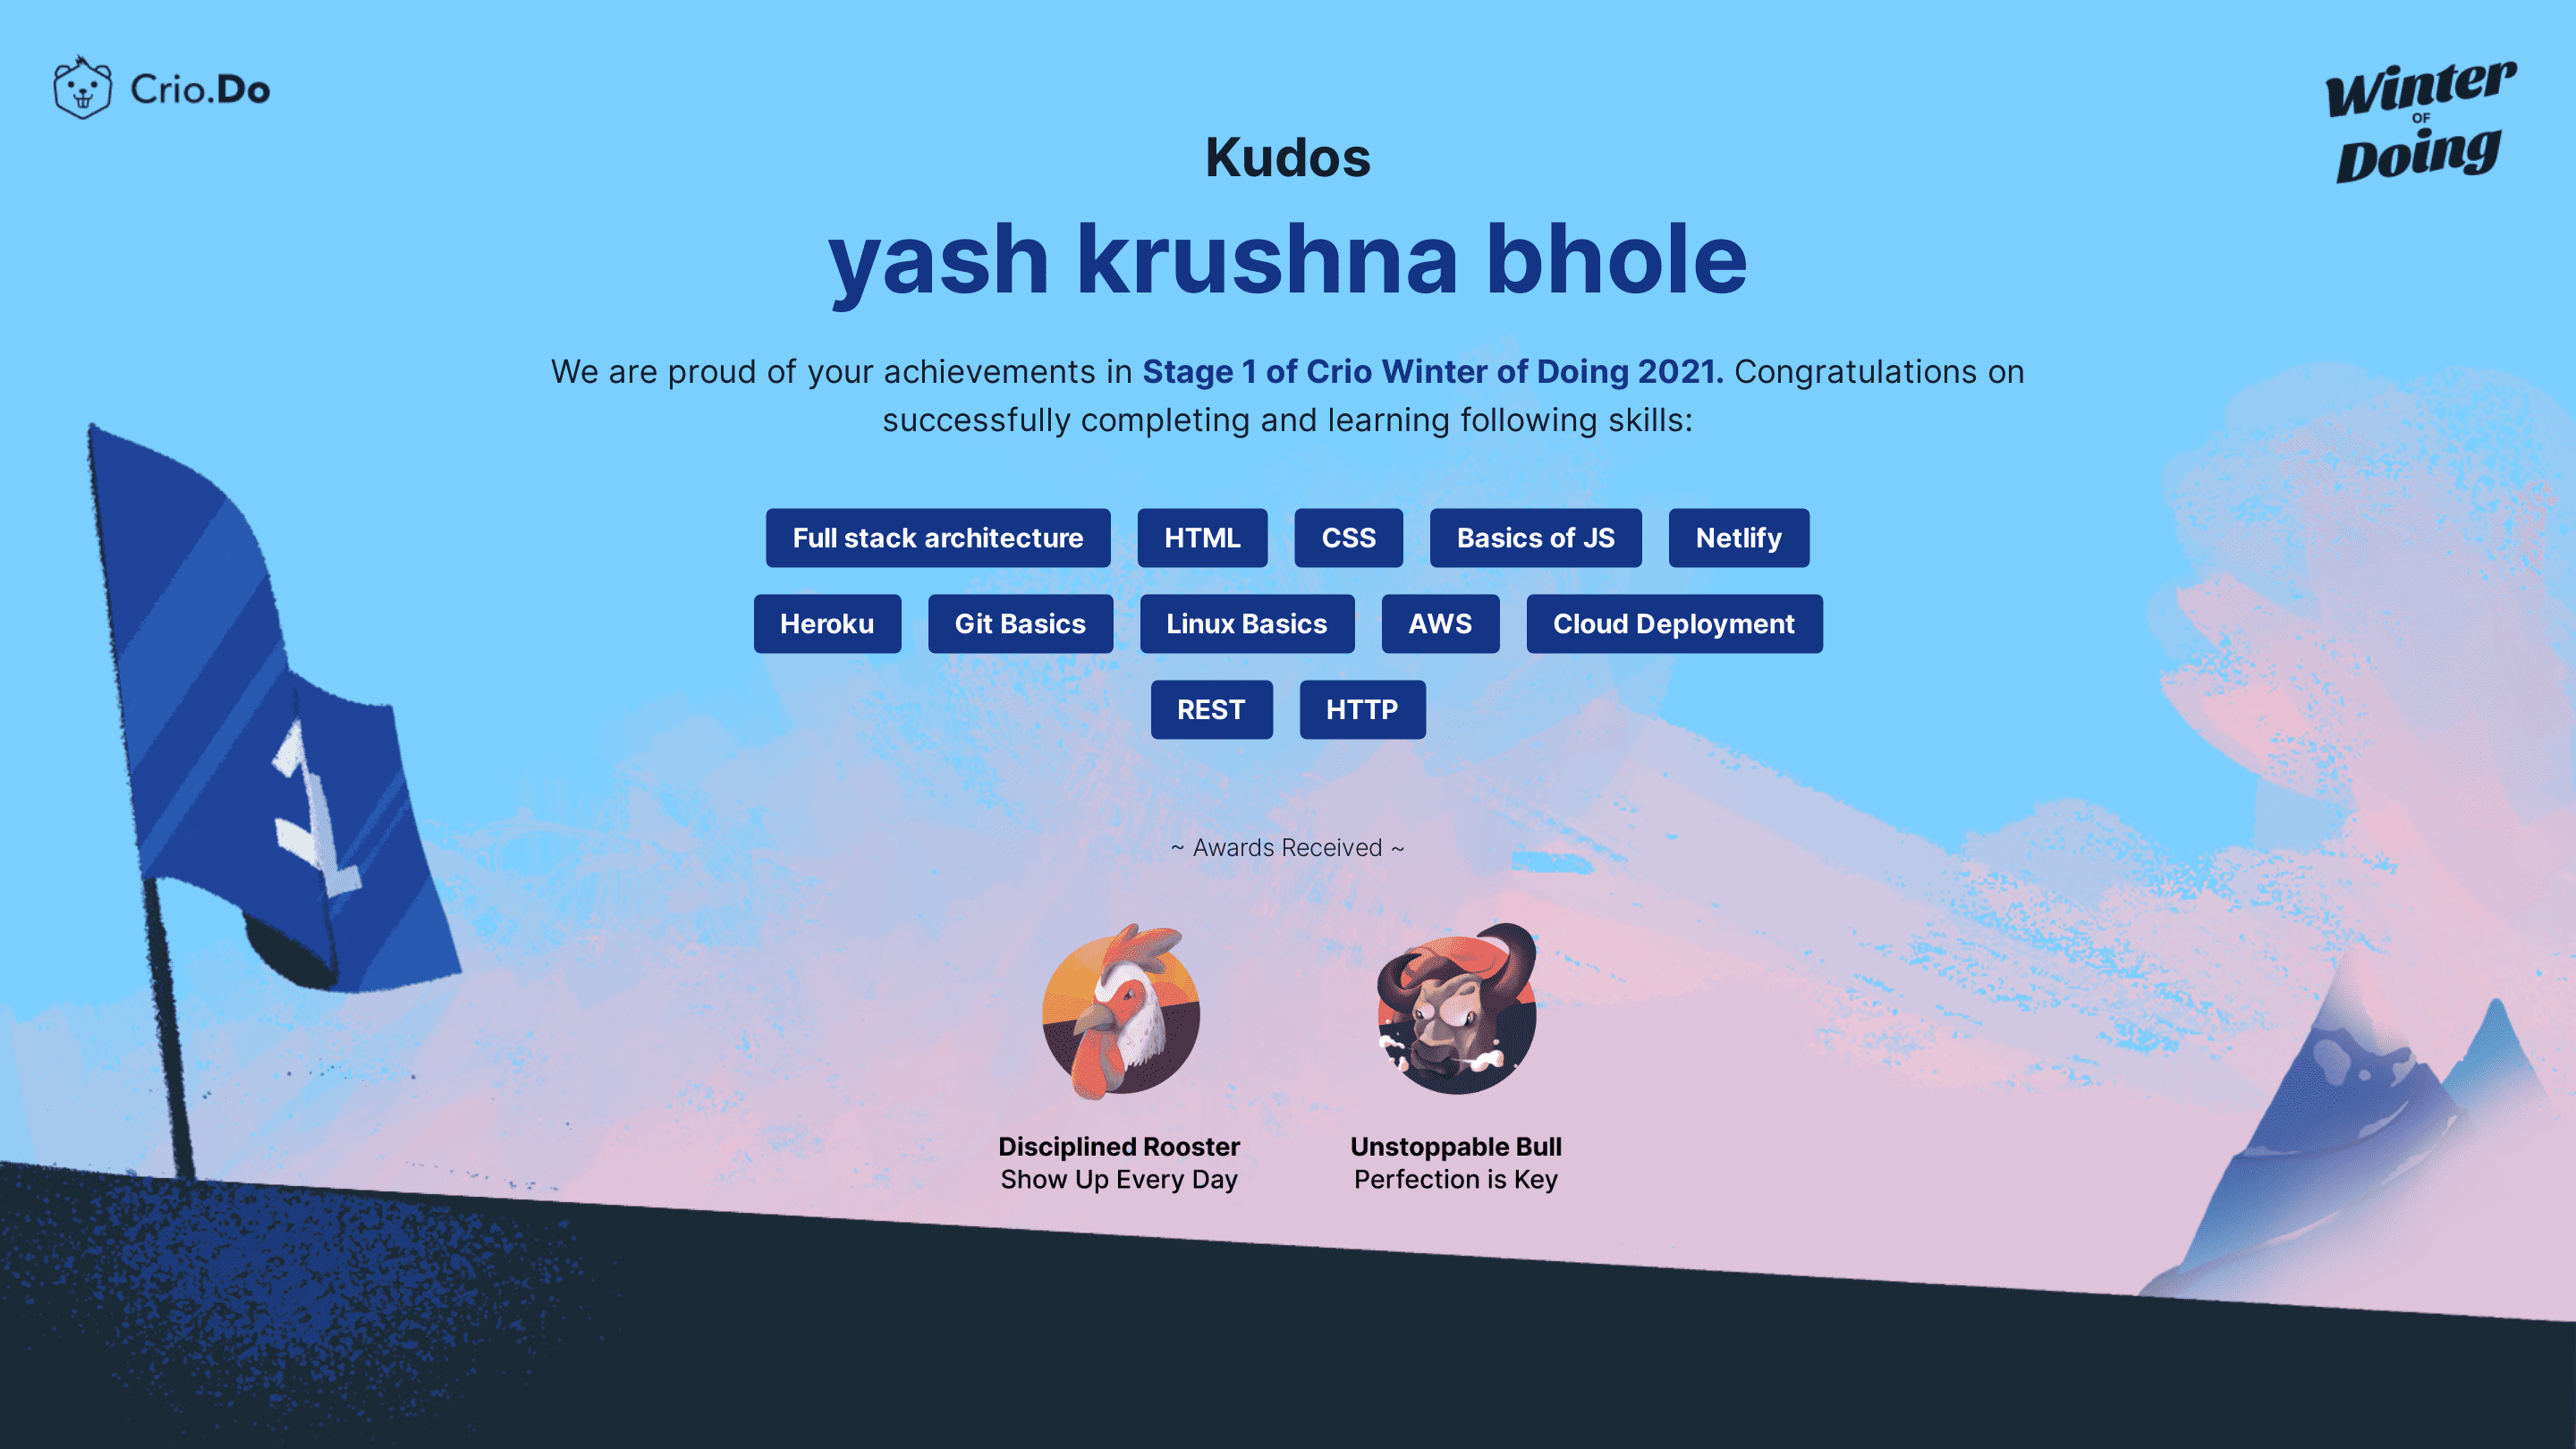 Crio.Do
Winter
OF
Doing
Kudos
yash krushna bhole
We are proud of your achievements in Stage 1 of Crio Winter of Doing 2021. Congratulations on
successfully completing and learning following skills:
Full stack architecture HTML CSS Basics of JS Netlify
Heroku Git Basics Linux Basics AWS Cloud Deployment
REST HTTP
1
~ Awards Received ~
Disciplined Rooster Unstoppable Bull
Show Up Every Day Perfection is Key